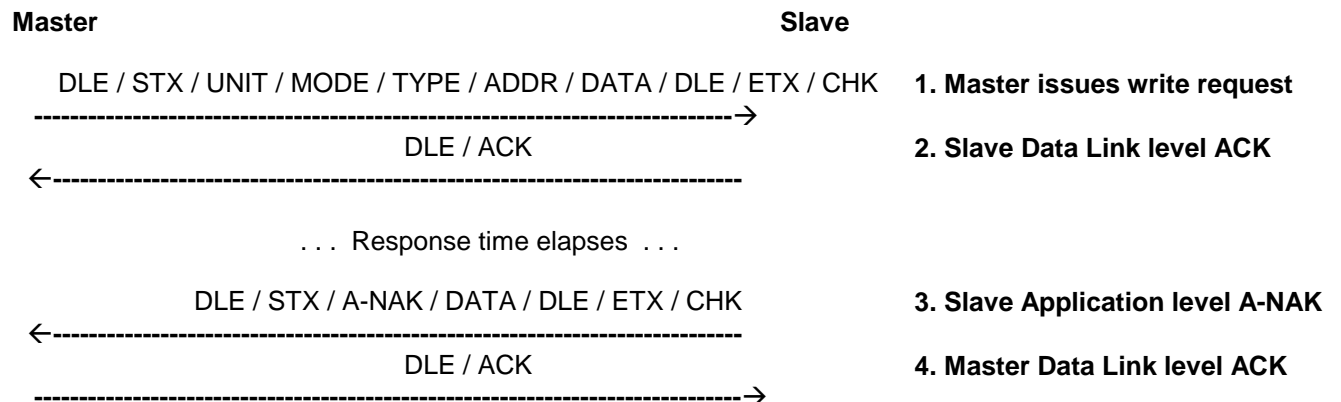 Master Slave
DLE / STX / UNIT / MODE / TYPE / ADDR / DATA / DLE / ETX / CHK 1. Master issues write request
DLE / ACK 2. Slave Data Link level ACK
. . . Response time elapses . . .
DLE / STX / A-NAK / DATA / DLE / ETX / CHK 3. Slave Application level A-NAK
DLE / ACK 4. Master Data Link level ACK